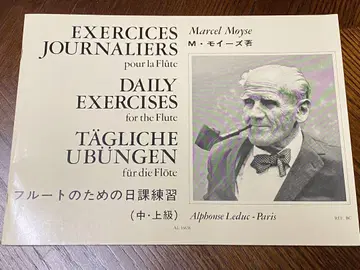 EXERCICES
JOURNALIERS
pour la Flûte
DAILY
EXERCISES
for the Flute
TÄGLICHE
ÜBUNGEN
für die Flöte
フルートのための日課練習
(中・上級)
Marcel Moyse
M・モイーズ著
Alphonse Leduc - Paris